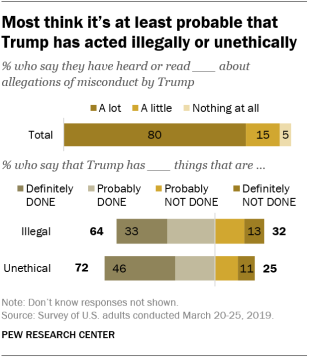 Most think it's at least probable that
Trump has acted illegally or unethically
% who say they have heard or read ___ about
allegations of misconduct by Trump
A lot A little Nothing at all
Total 80 15 5
% who say that Trump has ___ things that are ...
Definitely Probably Probably Definitely
DONE DONE NOT DONE NOT DONE
Illegal 64 33 13 32
Unethical 72 46 11 25
Note: Don't know responses not shown.
Source: Survey of U.S. adults conducted March 20-25, 2019.
PEW RESEARCH CENTER